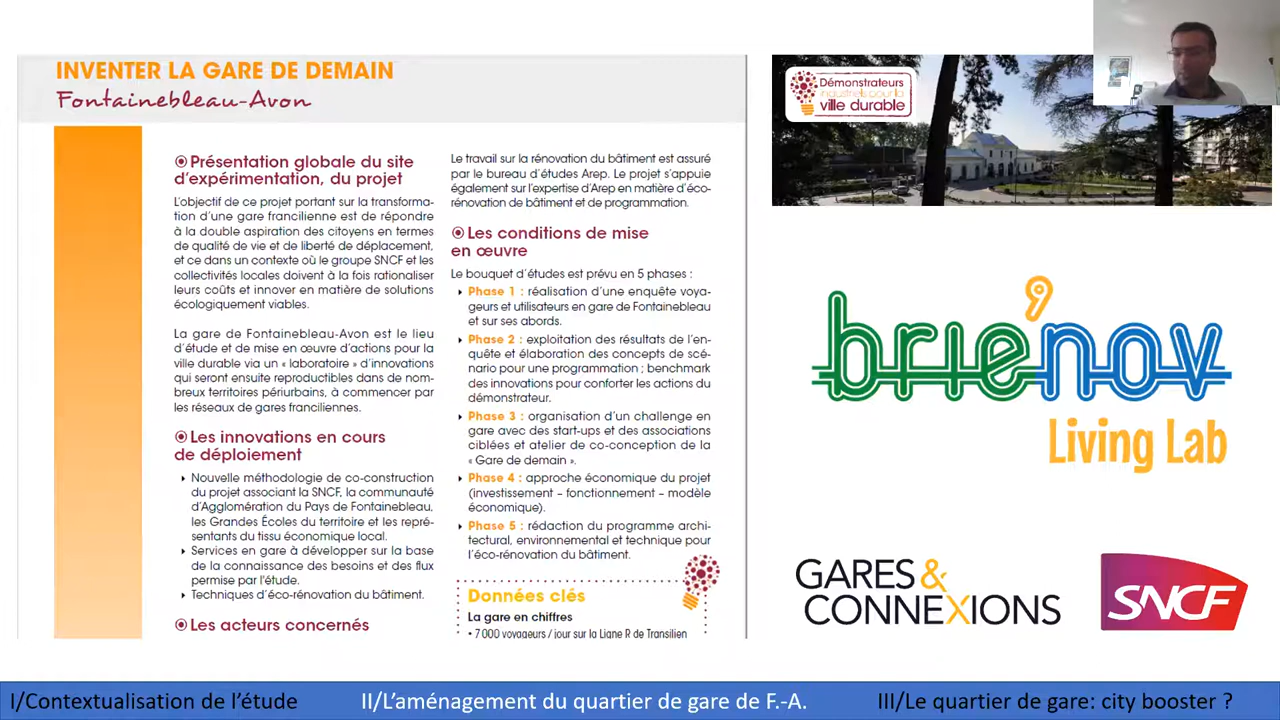 INVENTER LA GARE DE DEMAIN
Fontainebleau-Avon
Présentation globale du site
d'expérimentation, du projet
L'objectif de ce projet portant sur la transforma-
tion d'une gare francilienne est de répondre
à la double aspiration des citoyens en termes
de qualité de vie et de liberté de déplacement,
et ce dans un contexte où le groupe SNCF et les
collectivités locales doivent à la fois rationaliser
leurs coûts et innover en matière de solutions
écologiquement viables.
La gare de Fontainebleau-Avon est le lieu
d'étude et de mise en œuvre d'actions pour la
ville durable via un « laboratoire » d'innovations
qui seront ensuite reproductibles dans de nom-
breux territoires périurbains, à commencer par
les réseaux de gares franciliennes.
Les innovations en cours
de déploiement
Nouvelle méthodologie de co-construction
du projet associant la SNCF, la communauté
d'Agglomération du Pays de Fontainebleau,
les Grandes Écoles du territoire et les repré-
sentants du tissu économique local.
Services en gare à développer sur la base
de la connaissance des besoins et des flux
permise par l'étude.
Techniques d'éco-rénovation du bâtiment.
Les acteurs concernés
Le travail sur la rénovation du bâtiment est assuré
par le bureau d'études Arep. Le projet s'appuie
également sur l'expertise d'Arep en matière d'éco-
rénovation de bâtiment et de programmation.
Les conditions de mise
en œuvre
Le bouquet d'études est prévu en 5 phases :
Phase 1 : réalisation d'une enquête voya-
geurs et utilisateurs en gare de Fontainebleau
et sur ses abords.
Phase 2 : exploitation des résultats de l'en-
quête et élaboration des concepts de scé-
nario pour une programmation ; benchmark
des innovations pour conforter les actions du
démonstrateur.
Phase 3 : organisation d'un challenge en
gare avec des start-ups et des associations
ciblées et atelier de co-conception de la
« Gare de demain ».
Phase 4 : approche économique du projet
(investissement – fonctionnement – modèle
économique).
Phase 5 : rédaction du programme archi-
tectural, environnemental et technique pour
l'éco-rénovation du bâtiment.
Données clés
La gare en chiffres
• 7 000 voyageurs / jour sur la Ligne R de Transilien
Démonstrateurs
industriels pour la
ville durable
brie'nov
Living Lab
GARES &
CONNEXIONS
SNCF
I/Contextualisation de l'étude
II/L'aménagement du quartier de gare de F.-A.
III/Le quartier de gare: city booster ?